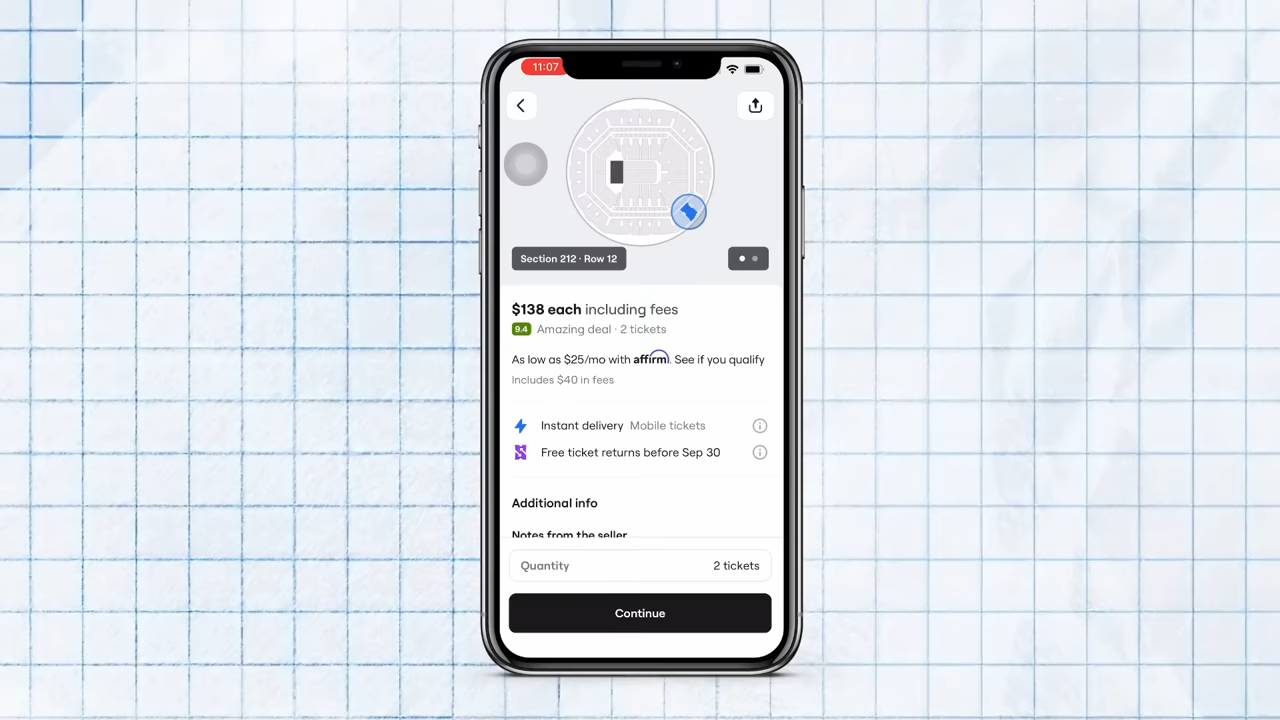 11:07
Section 212 · Row 12
$138 each including fees
9.4 Amazing deal · 2 tickets
As low as $25/mo with affirm. See if you qualify
Includes $40 in fees
Instant delivery Mobile tickets
Free ticket returns before Sep 30
Additional info
Notes from the seller
Quantity 2 tickets
Continue